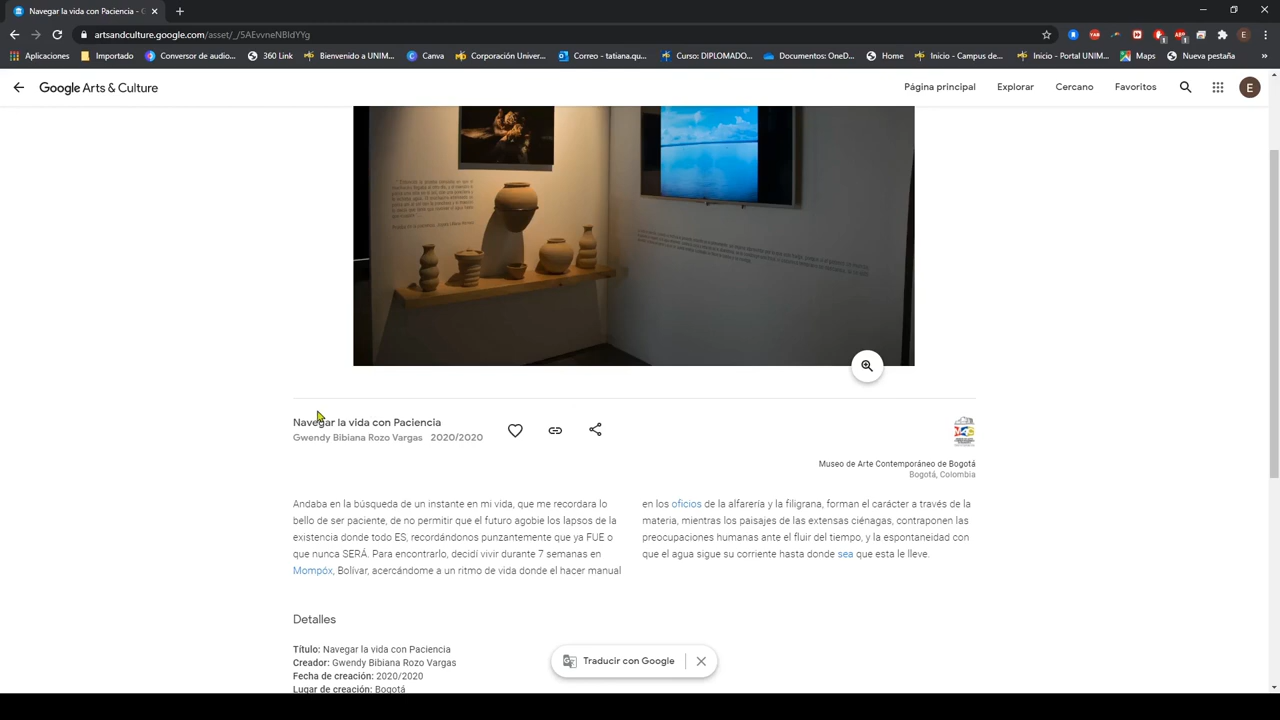 Navegar la vida con Paciencia - G
artsandculture.google.com/asset/_/5AEvvneNBIdYYg
Aplicaciones Importado Conversor de audio... 360 Link Bienvenido a UNIM... Canva Corporación Univer... Correo - tatiana.qu... Curso: DIPLOMADO... Documentos: OneD... Home Inicio - Campus de... Inicio - Portal UNIM... Maps Nueva pestaña »
Google Arts & Culture Página principal Explorar Cercano Favoritos E
Navegar la vida con Paciencia
Gwendy Bibiana Rozo Vargas 2020/2020
Museo de Arte Contemporáneo de Bogotá
Bogotá, Colombia
Andaba en la búsqueda de un instante en mi vida, que me recordara lo
bello de ser paciente, de no permitir que el futuro agobie los lapsos de la
existencia donde todo ES, recordándonos punzantemente que ya FUE o
que nunca SERÁ. Para encontrarlo, decidí vivir durante 7 semanas en
Mompóx, Bolívar, acercándome a un ritmo de vida donde el hacer manual
en los oficios de la alfarería y la filigrana, forman el carácter a través de la
materia, mientras los paisajes de las extensas ciénagas, contraponen las
preocupaciones humanas ante el fluir del tiempo, y la espontaneidad con
que el agua sigue su corriente hasta donde sea que esta le lleve.
Detalles
Título: Navegar la vida con Paciencia
Creador: Gwendy Bibiana Rozo Vargas
Fecha de creación: 2020/2020
Lugar de creación: Bogotá
Traducir con Google